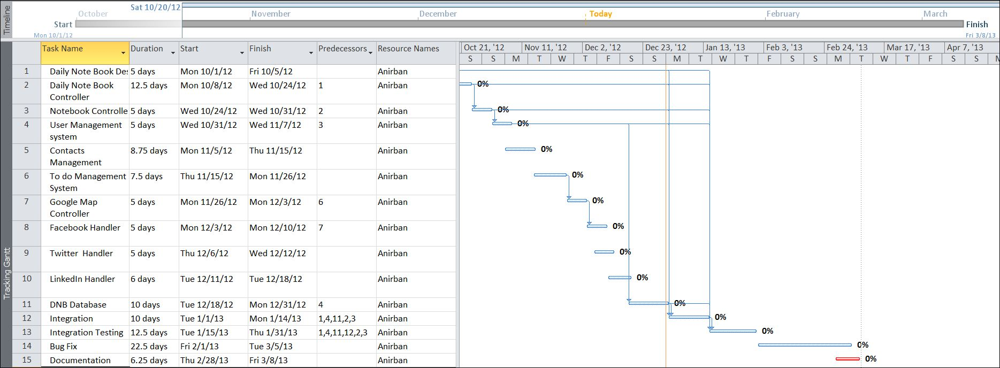 Timeline
Sat 10/20/12
October November December Today February March
Start Finish
Mon 10/1/12 Fri 3/8/13
Tracking Gantt
Task Name Duration Start Finish Predecessors Resource Names
Oct 21, '12 Nov 11, '12 Dec 2, '12 Dec 23, '12 Jan 13, '13 Feb 3, '13 Feb 24, '13 Mar 17, '13 Apr 7, '13
S S M T W T F S S M T W T F S S M T W T F S S M
1 Daily Note Book Des 5 days Mon 10/1/12 Fri 10/5/12 Anirban
2 Daily Note Book 12.5 days Mon 10/8/12 Wed 10/24/12 1 Anirban 0%
Controller
3 Notebook Controlle 5 days Wed 10/24/12 Wed 10/31/12 2 Anirban 0%
4 User Management 5 days Wed 10/31/12 Wed 11/7/12 3 Anirban 0%
system
5 Contacts 8.75 days Mon 11/5/12 Thu 11/15/12 Anirban 0%
Management
6 To do Management 7.5 days Thu 11/15/12 Mon 11/26/12 Anirban 0%
System
7 Google Map 5 days Mon 11/26/12 Mon 12/3/12 6 Anirban 0%
Controller
8 Facebook Handler 5 days Mon 12/3/12 Mon 12/10/12 7 Anirban 0%
9 Twitter Handler 5 days Thu 12/6/12 Wed 12/12/12 Anirban 0%
10 LinkedIn Handler 6 days Tue 12/11/12 Tue 12/18/12 Anirban 0%
11 DNB Database 10 days Tue 12/18/12 Mon 12/31/12 4 Anirban 0%
12 Integration 10 days Tue 1/1/13 Mon 1/14/13 1,4,11,2,3 Anirban 0%
13 Integration Testing 12.5 days Tue 1/15/13 Thu 1/31/13 1,4,11,12,2,3 Anirban 0%
14 Bug Fix 22.5 days Fri 2/1/13 Tue 3/5/13 Anirban 0%
15 Documentation 6.25 days Thu 2/28/13 Fri 3/8/13 Anirban 0%